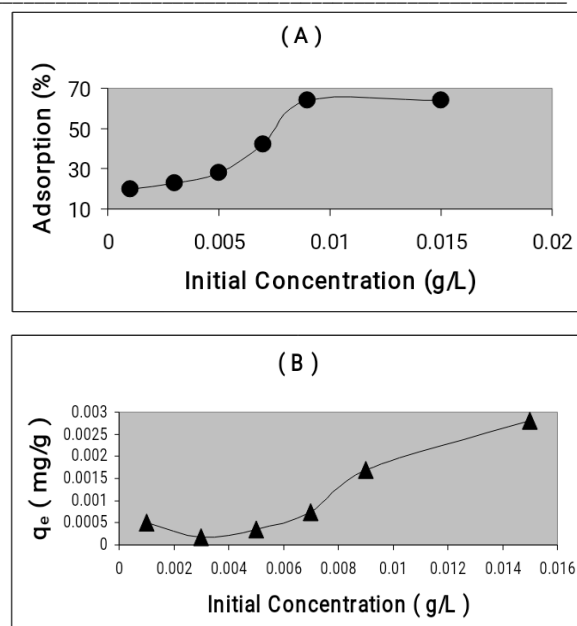 ( A )
70
50
30
10
Adsorption (%)
0 0.005 0.01 0.015 0.02
Initial Concentration (g/L)
( B )
0.003
0.0025
0.002
0.0015
0.001
0.0005
0
qₑ ( mg/g )
0 0.002 0.004 0.006 0.008 0.01 0.012 0.014 0.016
Initial Concentration ( g/L )